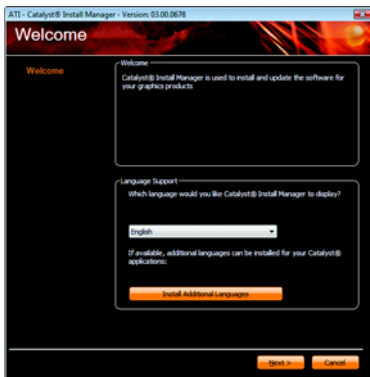 ATI - Catalyst® Install Manager - Version: 03.00.0678
Welcome
Welcome
Welcome
Catalyst® Install Manager is used to install and update the software for
your graphics products
Language Support
Which language would you like Catalyst® Install Manager to display?
English
If available, additional languages can be installed for your Catalyst®
applications:
Install Additional Languages
Next >
Cancel